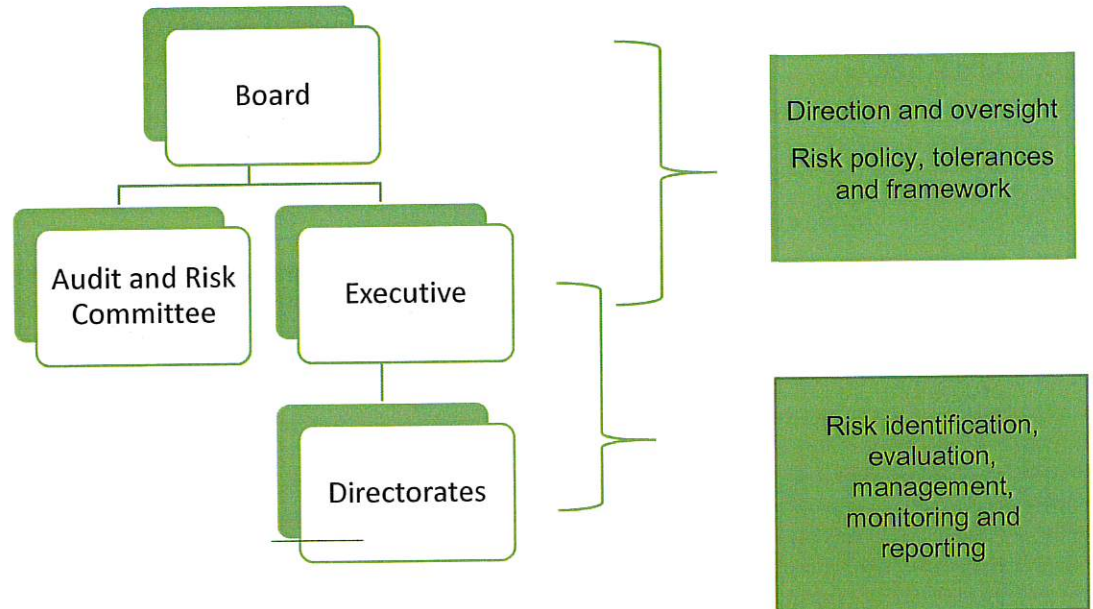 Board
Audit and Risk
Committee
Executive
Directorates
Direction and oversight
Risk policy, tolerances
and framework
Risk identification,
evaluation,
management,
monitoring and
reporting